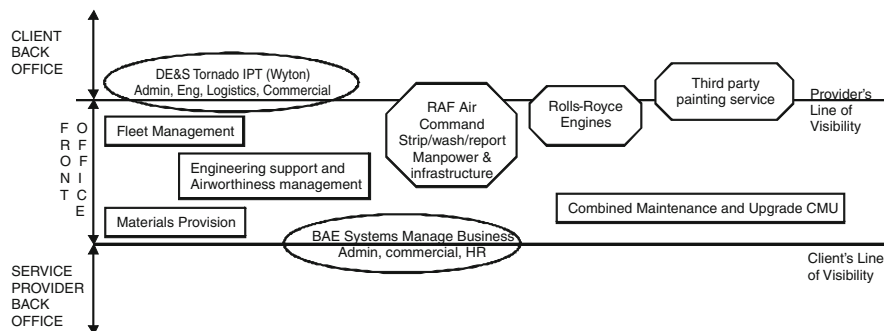 CLIENT
BACK
OFFICE
DE&S Tornado IPT (Wyton)
Admin, Eng, Logistics, Commercial
Third party
painting service
Provider's
Line of
Visibility
RAF Air
Command
Strip/wash/report
Manpower &
infrastructure
Rolls-Royce
Engines
FRONT
OFFICE
Fleet Management
Engineering support and
Airworthiness management
Materials Provision
Combined Maintenance and Upgrade CMU
BAE Systems Manage Business
Admin, commercial, HR
Client's Line
of Visibility
SERVICE
PROVIDER
BACK
OFFICE